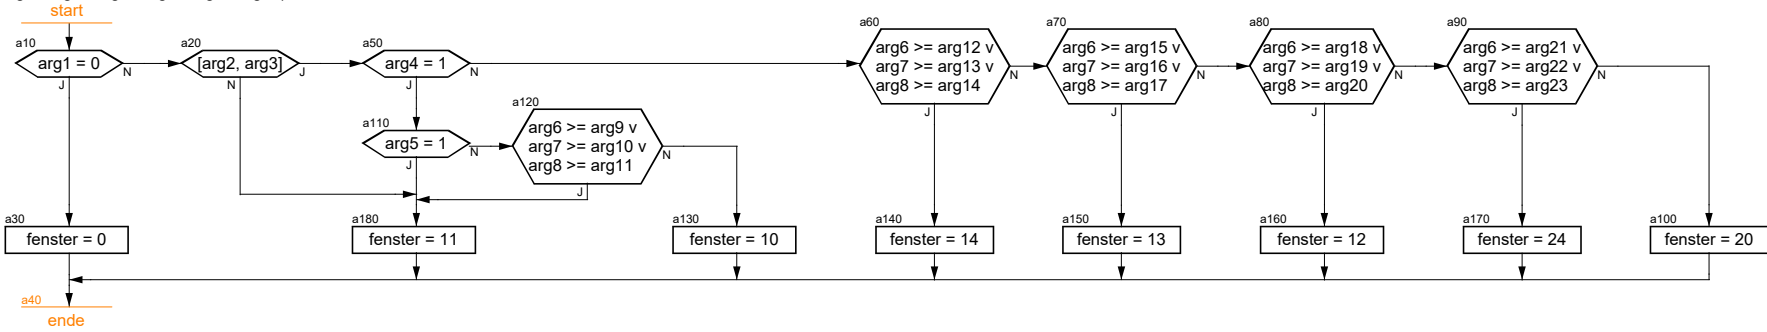 start
a10
arg1 = 0
N
J
a20
[arg2, arg3]
J
N
a50
arg4 = 1
N
J
a60
arg6 >= arg12 v
arg7 >= arg13 v
arg8 >= arg14
N
J
a70
arg6 >= arg15 v
arg7 >= arg16 v
arg8 >= arg17
N
J
a80
arg6 >= arg18 v
arg7 >= arg19 v
arg8 >= arg20
N
J
a90
arg6 >= arg21 v
arg7 >= arg22 v
arg8 >= arg23
N
J
a110
arg5 = 1
N
J
a120
arg6 >= arg9 v
arg7 >= arg10 v
arg8 >= arg11
N
J
a30
fenster = 0
a180
fenster = 11
a130
fenster = 10
a140
fenster = 14
a150
fenster = 13
a160
fenster = 12
a170
fenster = 24
a100
fenster = 20
a40
ende